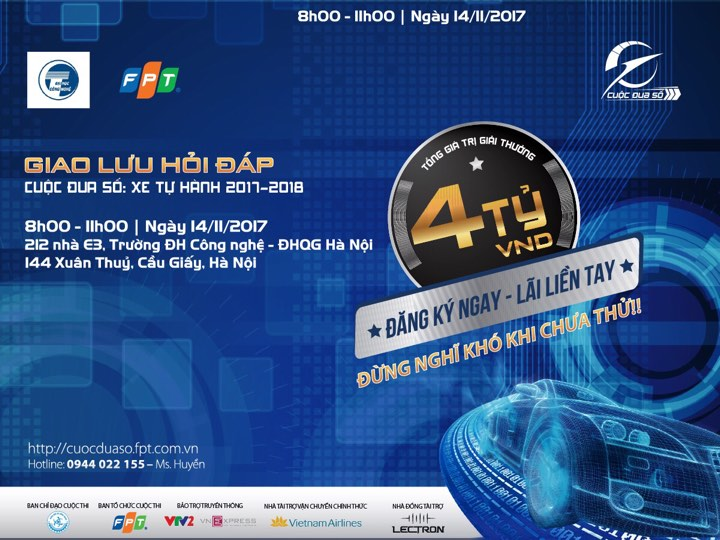 8h00 - 11h00 | Ngày 14/11/2017
FPT
CUỘC ĐUA SỐ
GIAO LƯU HỎI ĐÁP
CUỘC ĐUA SỐ: XE TỰ HÀNH 2017-2018
8h00 - 11h00 | Ngày 14/11/2017
212 nhà E3, Trường ĐH Công nghệ - ĐHQG Hà Nội
144 Xuân Thuỷ, Cầu Giấy, Hà Nội
TỔNG GIÁ TRỊ GIẢI THƯỞNG
4 TỶ
VND
ĐĂNG KÝ NGAY - LÃI LIỀN TAY
ĐỪNG NGHĨ KHÓ KHI CHƯA THỬ!!
http://cuocduaso.fpt.com.vn
Hotline: 0944 022 155 – Ms. Huyền
BAN CHỈ ĐẠO CUỘC THI
BAN TỔ CHỨC CUỘC THI
BẢO TRỢ TRUYỀN THÔNG
NHÀ TÀI TRỢ VẬN CHUYỂN CHÍNH THỨC
NHÀ ĐỒNG TÀI TRỢ
FPT
VTV2
VNEXPRESS
Vietnam Airlines
LECTRON